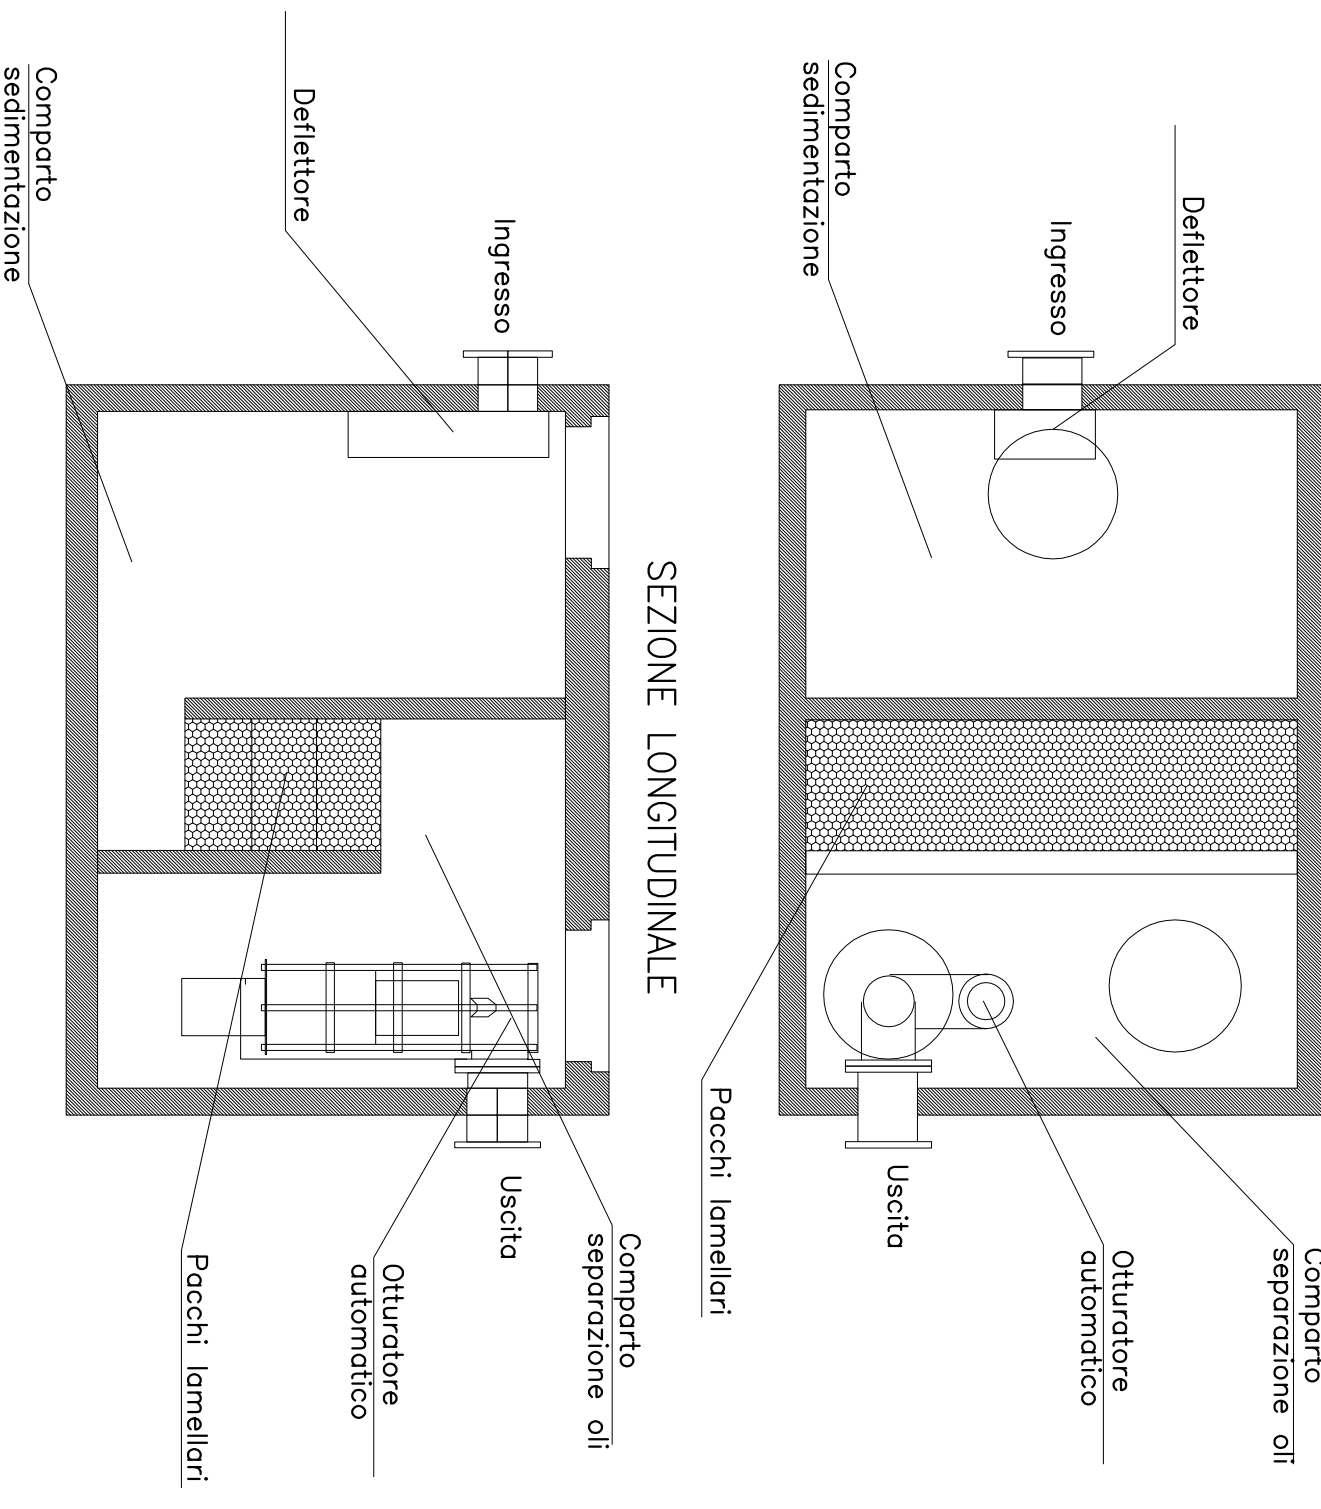 Comparto
separazione oli
Deflettore
Otturatore
automatico
Ingresso
Uscita
Comparto
sedimentazione
Pacchi lamellari
SEZIONE LONGITUDINALE
Comparto
separazione oli
Ingresso
Uscita
Otturatore
automatico
Deflettore
Pacchi lamellari
Comparto
sedimentazione